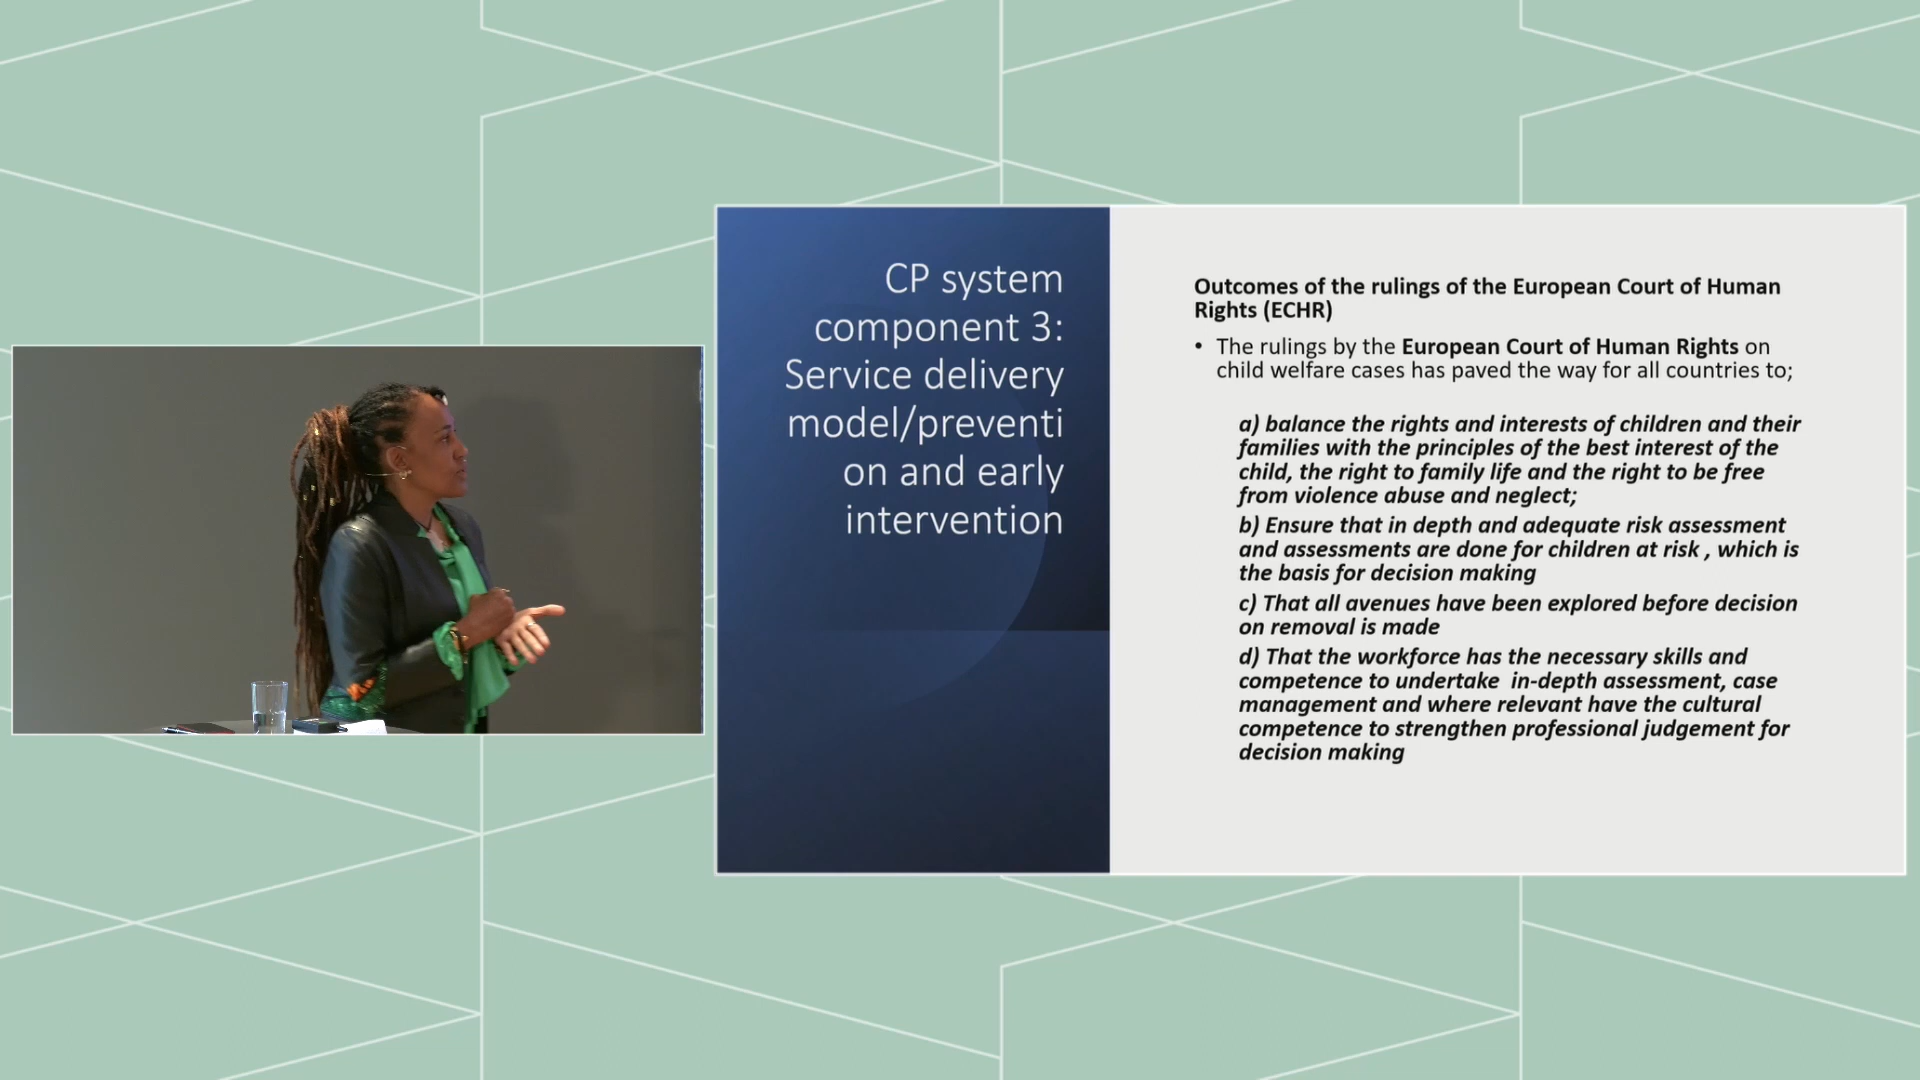 CP system
component 3:
Service delivery
model/preventi
on and early
intervention
Outcomes of the rulings of the European Court of Human
Rights (ECHR)
• The rulings by the European Court of Human Rights on
child welfare cases has paved the way for all countries to;
a) balance the rights and interests of children and their
families with the principles of the best interest of the
child, the right to family life and the right to be free
from violence abuse and neglect;
b) Ensure that in depth and adequate risk assessment
and assessments are done for children at risk , which is
the basis for decision making
c) That all avenues have been explored before decision
on removal is made
d) That the workforce has the necessary skills and
competence to undertake  in-depth assessment, case
management and where relevant have the cultural
competence to strengthen professional judgement for
decision making